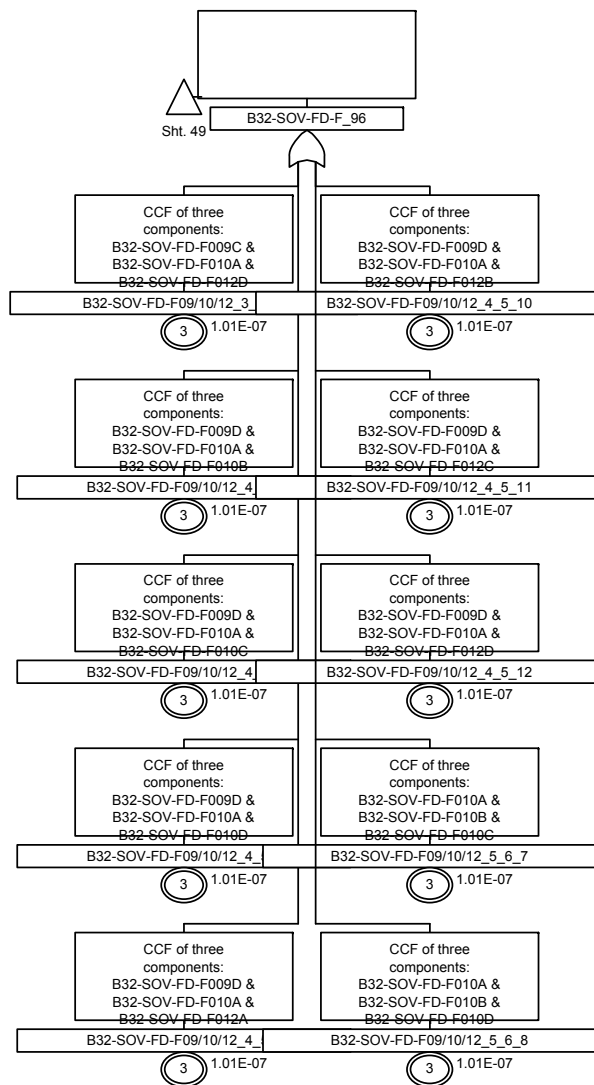 B32-SOV-FD-F_96
Sht. 49
CCF of three
components:
B32-SOV-FD-F009C &
B32-SOV-FD-F010A &
B32-SOV-FD-F012D
B32-SOV-FD-F09/10/12_3_
3
1.01E-07
CCF of three
components:
B32-SOV-FD-F009D &
B32-SOV-FD-F010A &
B32-SOV-FD-F012B
B32-SOV-FD-F09/10/12_4_5_10
3
1.01E-07
CCF of three
components:
B32-SOV-FD-F009D &
B32-SOV-FD-F010A &
B32-SOV-FD-F010B
B32-SOV-FD-F09/10/12_4_
3
1.01E-07
CCF of three
components:
B32-SOV-FD-F009D &
B32-SOV-FD-F010A &
B32-SOV-FD-F012C
B32-SOV-FD-F09/10/12_4_5_11
3
1.01E-07
CCF of three
components:
B32-SOV-FD-F009D &
B32-SOV-FD-F010A &
B32-SOV-FD-F010C
B32-SOV-FD-F09/10/12_4_
3
1.01E-07
CCF of three
components:
B32-SOV-FD-F009D &
B32-SOV-FD-F010A &
B32-SOV-FD-F012D
B32-SOV-FD-F09/10/12_4_5_12
3
1.01E-07
CCF of three
components:
B32-SOV-FD-F009D &
B32-SOV-FD-F010A &
B32-SOV-FD-F010D
B32-SOV-FD-F09/10/12_4_
3
1.01E-07
CCF of three
components:
B32-SOV-FD-F010A &
B32-SOV-FD-F010B &
B32-SOV-FD-F010C
B32-SOV-FD-F09/10/12_5_6_7
3
1.01E-07
CCF of three
components:
B32-SOV-FD-F009D &
B32-SOV-FD-F010A &
B32-SOV-FD-F012A
B32-SOV-FD-F09/10/12_4_
3
1.01E-07
CCF of three
components:
B32-SOV-FD-F010A &
B32-SOV-FD-F010B &
B32-SOV-FD-F010D
B32-SOV-FD-F09/10/12_5_6_8
3
1.01E-07